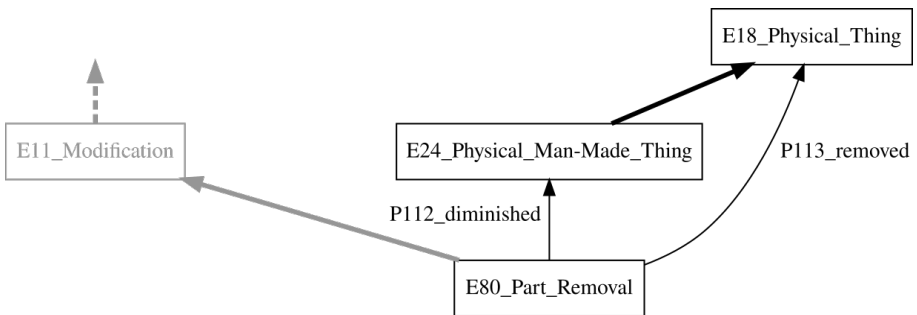 E18_Physical_Thing
E11_Modification
E24_Physical_Man-Made_Thing
P113_removed
P112_diminished
E80_Part_Removal